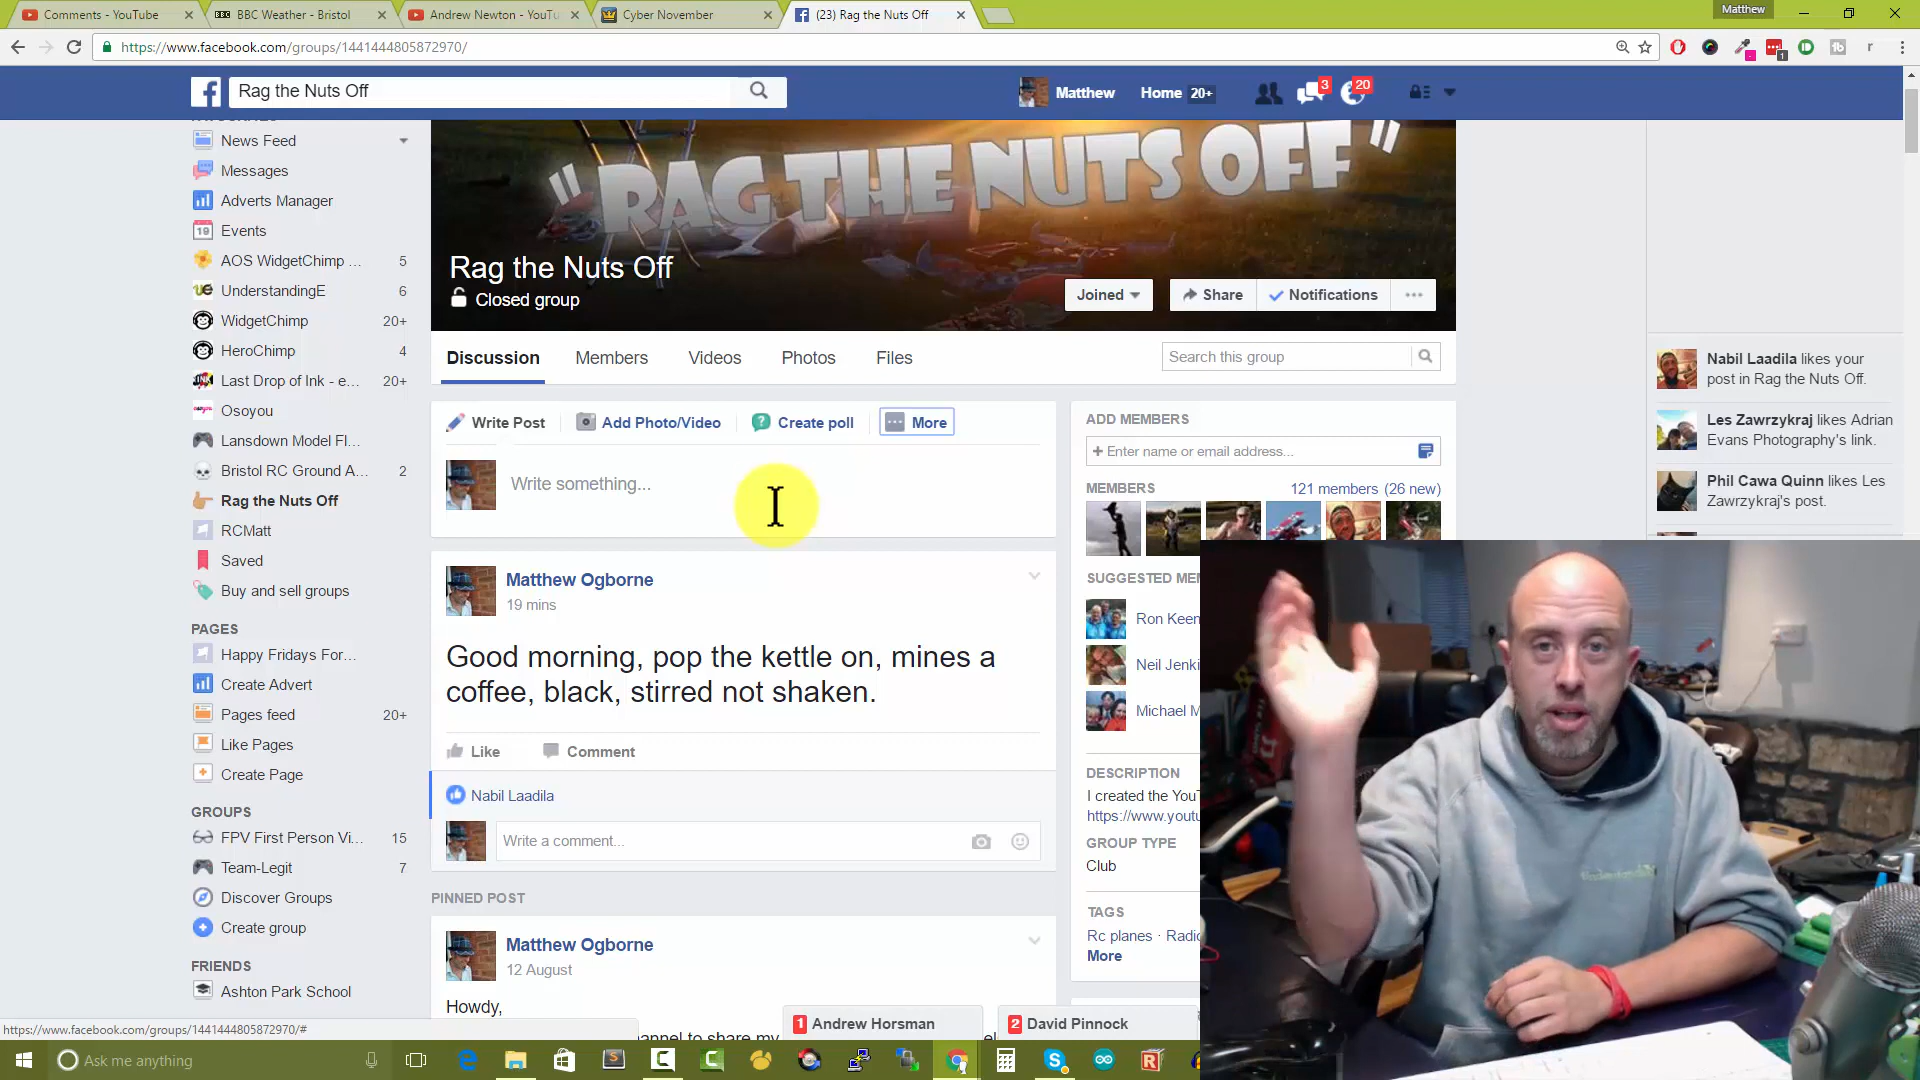 Comments - YouTube
BBC Weather - Bristol
Andrew Newton - YouTu
Cyber November
(23) Rag the Nuts Off
Matthew
https://www.facebook.com/groups/1441444805872970/
Rag the Nuts Off
Matthew
Home 20+
3
20
News Feed
Messages
Adverts Manager
Events
AOS WidgetChimp ... 5
UnderstandingE 6
WidgetChimp 20+
HeroChimp 4
Last Drop of Ink - e... 20+
Osoyou
Lansdown Model Fl...
Bristol RC Ground A... 2
Rag the Nuts Off
RCMatt
Saved
Buy and sell groups
PAGES
Happy Fridays For...
Create Advert
Pages feed 20+
Like Pages
Create Page
GROUPS
FPV First Person Vi... 15
Team-Legit 7
Discover Groups
Create group
FRIENDS
Ashton Park School
https://www.facebook.com/groups/1441444805872970/#
"RAG THE NUTS OFF"
Rag the Nuts Off
Closed group
Joined
Share
Notifications
Discussion
Members
Videos
Photos
Files
Search this group
Write Post
Add Photo/Video
Create poll
More
Write something...
Matthew Ogborne
19 mins
Good morning, pop the kettle on, mines a
coffee, black, stirred not shaken.
Like
Comment
Nabil Laadila
Write a comment...
PINNED POST
Matthew Ogborne
12 August
Howdy,
ADD MEMBERS
+ Enter name or email address...
MEMBERS
121 members (26 new)
SUGGESTED ME
Ron Keen
Neil Jenki
Michael M
DESCRIPTION
I created the You
https://www.youtu
GROUP TYPE
Club
TAGS
Rc planes · Radi
More
Nabil Laadila likes your
post in Rag the Nuts Off.
Les Zawrzykraj likes Adrian
Evans Photography's link.
Phil Cawa Quinn likes Les
Zawrzykraj's post.
1 Andrew Horsman
2 David Pinnock
Ask me anything